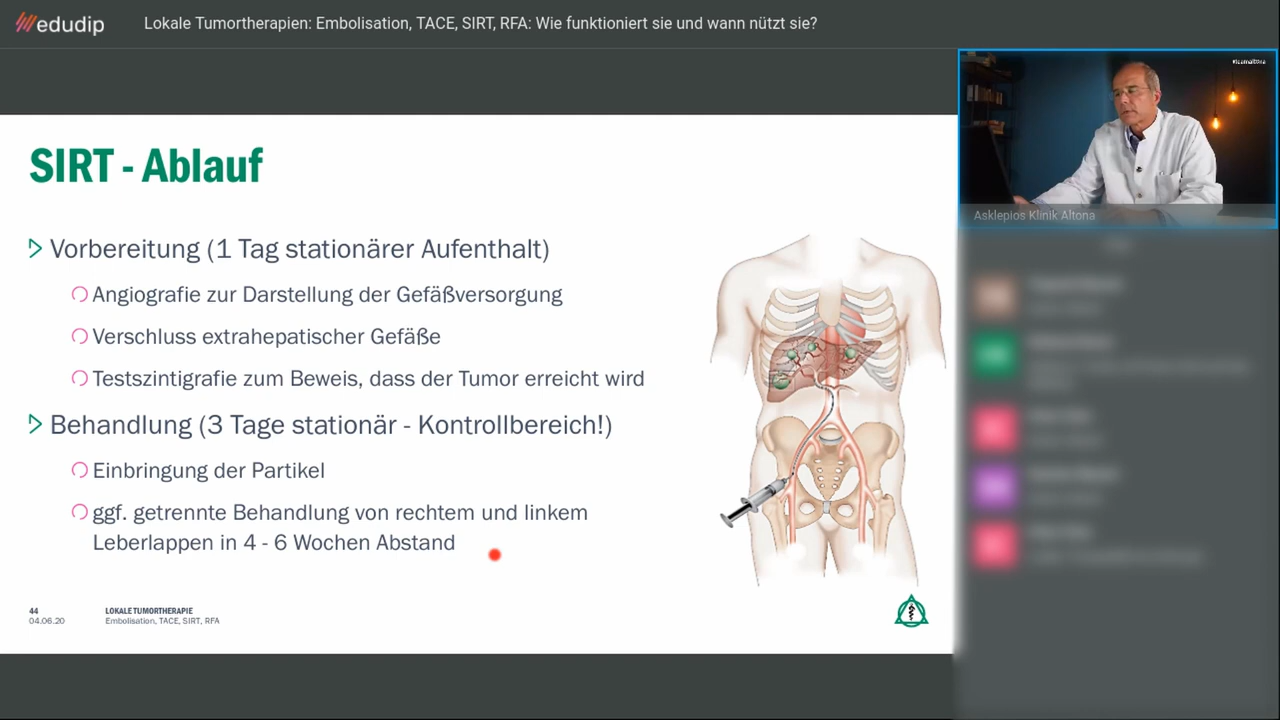 edudip
Lokale Tumortherapien: Embolisation, TACE, SIRT, RFA: Wie funktioniert sie und wann nützt sie?
#teamaltona
Asklepios Klinik Altona
SIRT - Ablauf
Vorbereitung (1 Tag stationärer Aufenthalt)
Angiografie zur Darstellung der Gefäßversorgung
Verschluss extrahepatischer Gefäße
Testszintigrafie zum Beweis, dass der Tumor erreicht wird
Behandlung (3 Tage stationär - Kontrollbereich!)
Einbringung der Partikel
ggf. getrennte Behandlung von rechtem und linkem
Leberlappen in 4 - 6 Wochen Abstand
44
04.06.20
LOKALE TUMORTHERAPIE
Embolisation, TACE, SIRT, RFA